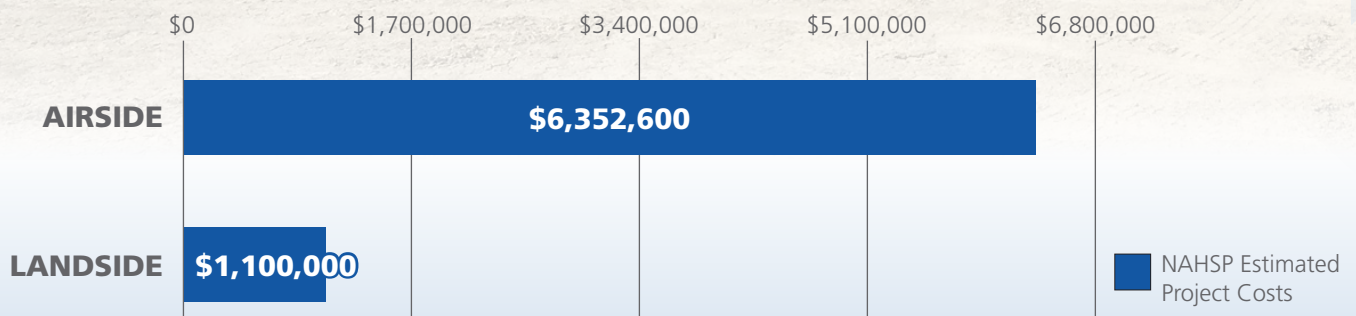 $0 $1,700,000 $3,400,000 $5,100,000 $6,800,000
AIRSIDE $6,352,600
LANDSIDE $1,100,000
NAHSP Estimated
Project Costs